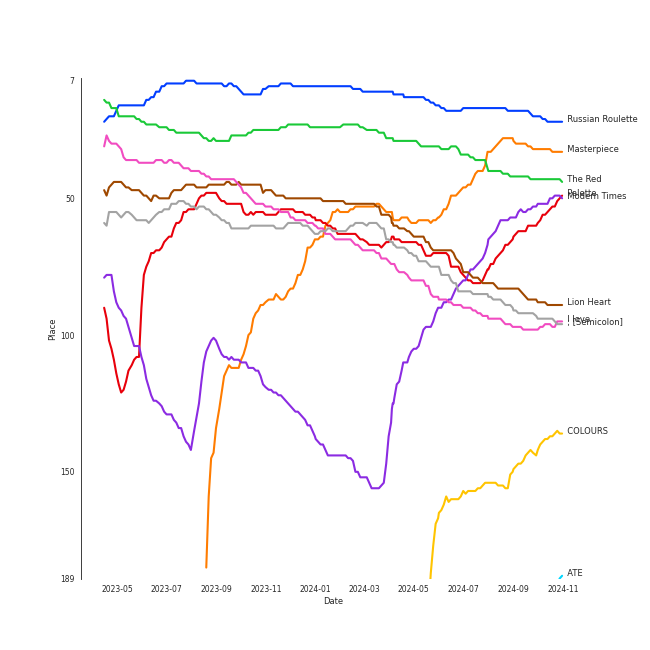 7
50
100
150
189
Place
2023-05
2023-07
2023-09
2023-11
2024-01
2024-03
2024-05
2024-07
2024-09
2024-11
Date
Russian Roulette
Masterpiece
The Red
Palette
Modern Times
Lion Heart
I love
; [Semicolon]
COLOURS
ATE